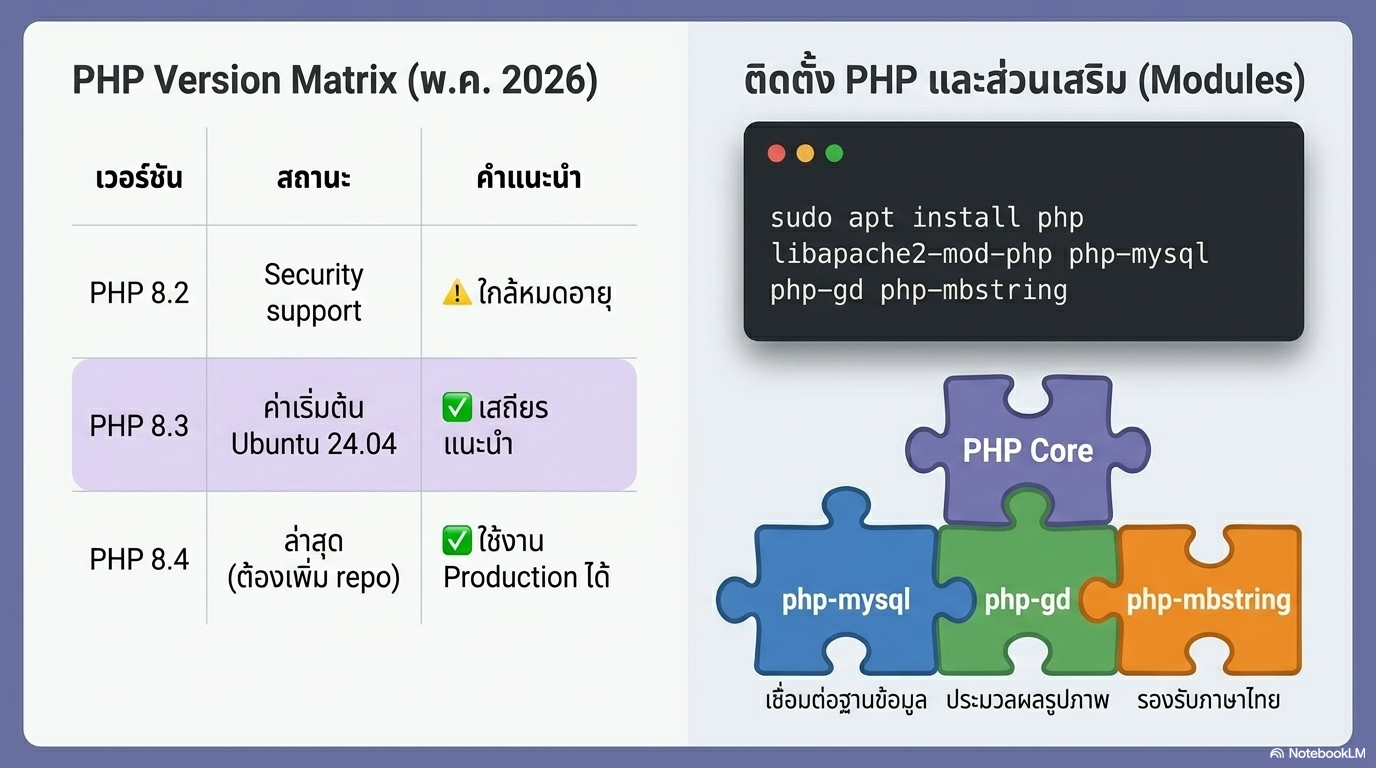 PHP Version Matrix (พ.ค. 2026)
เวอร์ชัน สถานะ คำแนะนำ
PHP 8.2 Security support ⚠️ ใกล้หมดอายุ
PHP 8.3 ค่าเริ่มต้น Ubuntu 24.04 ✅ เสถียร แนะนำ
PHP 8.4 ล่าสุด (ต้องเพิ่ม repo) ✅ ใช้งาน Production ได้
ติดตั้ง PHP และส่วนเสริม (Modules)
sudo apt install php
libapache2-mod-php php-mysql
php-gd php-mbstring
PHP Core
php-mysql php-gd php-mbstring
เชื่อมต่อฐานข้อมูล ประมวลผลรูปภาพ รองรับภาษาไทย
NotebookLM